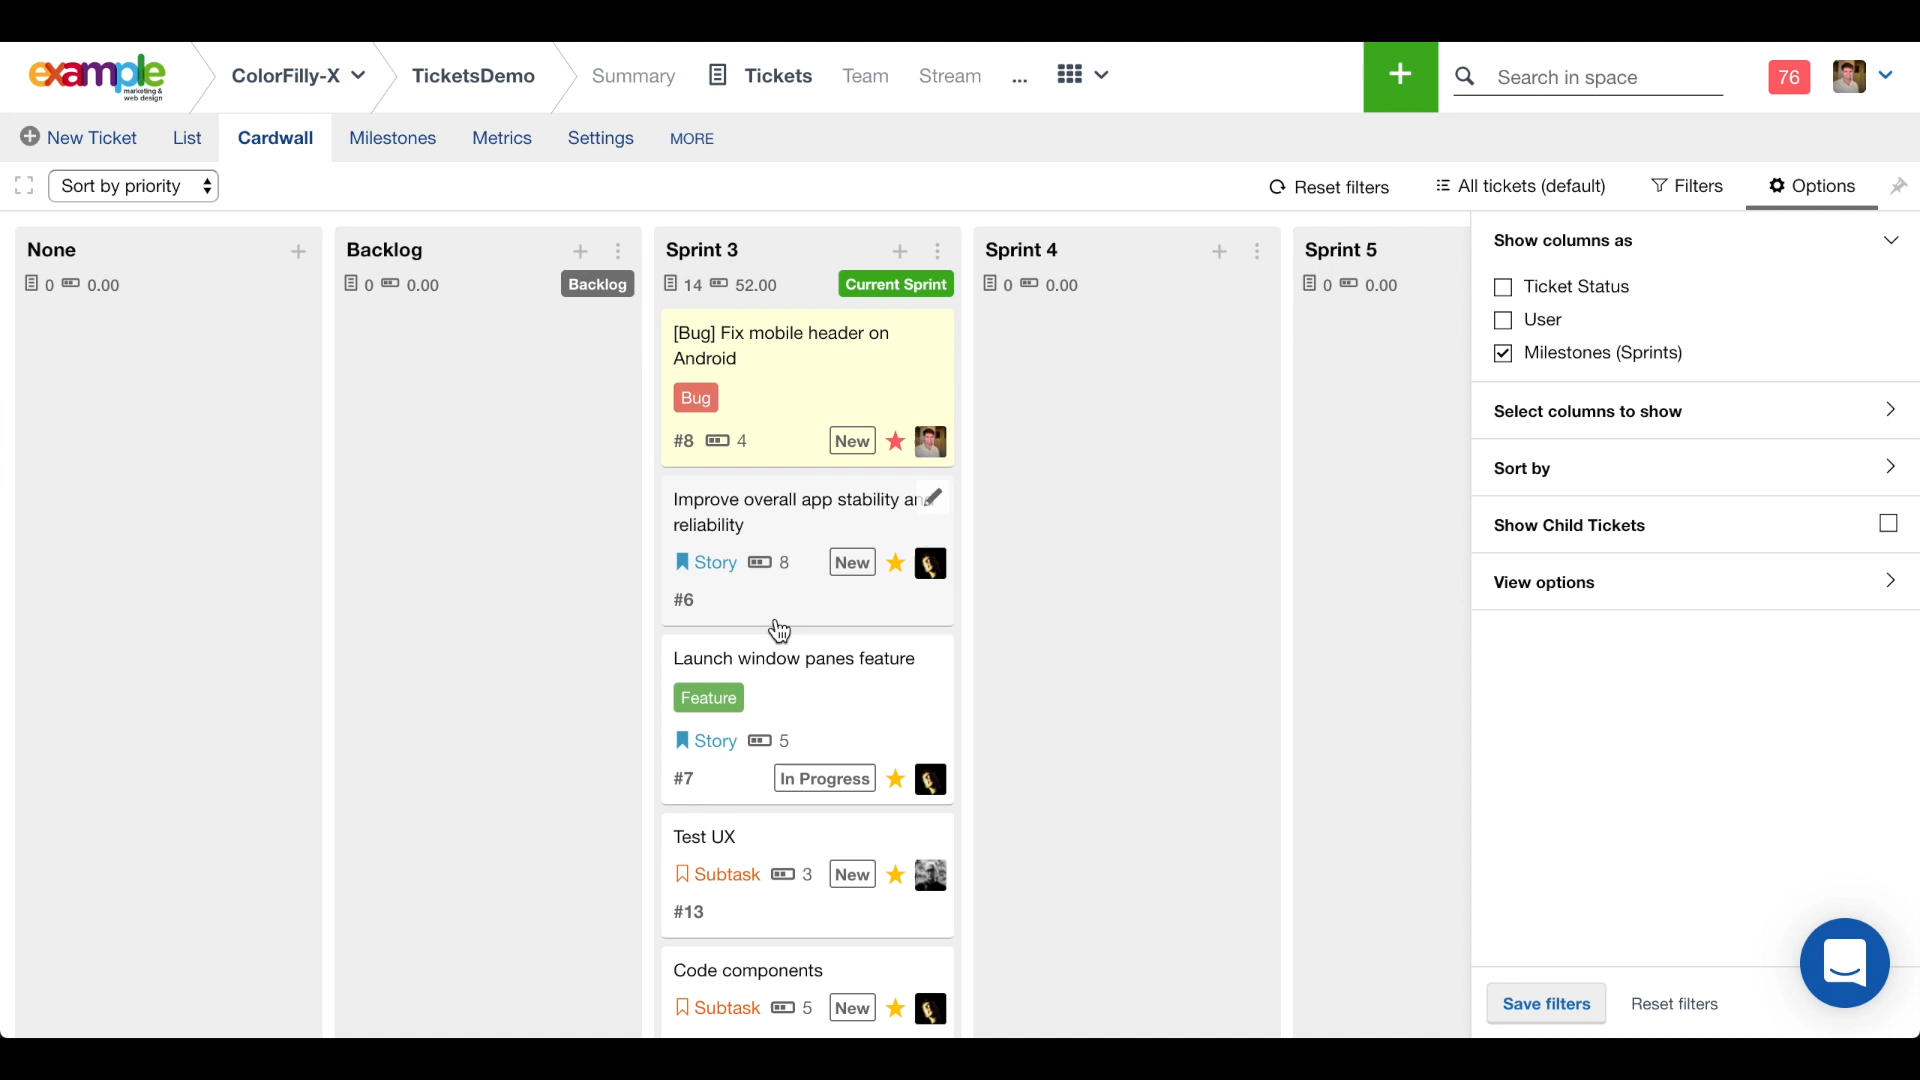 example
marketing &
web design
ColorFilly-X
TicketsDemo
Summary
Tickets
Team
Stream
...
+
Search in space
76
New Ticket
List
Cardwall
Milestones
Metrics
Settings
MORE
Sort by priority
Reset filters
All tickets (default)
Filters
Options
None
0 0.00
Backlog
0 0.00
Backlog
Sprint 3
14 52.00
Current Sprint
[Bug] Fix mobile header on
Android
Bug
#8 4 New
Improve overall app stability an
reliability
Story 8 New
#6
Launch window panes feature
Feature
Story 5
#7 In Progress
Test UX
Subtask 3 New
#13
Code components
Subtask 5 New
Sprint 4
0 0.00
Sprint 5
0 0.00
Show columns as
Ticket Status
User
Milestones (Sprints)
Select columns to show
Sort by
Show Child Tickets
View options
Save filters
Reset filters